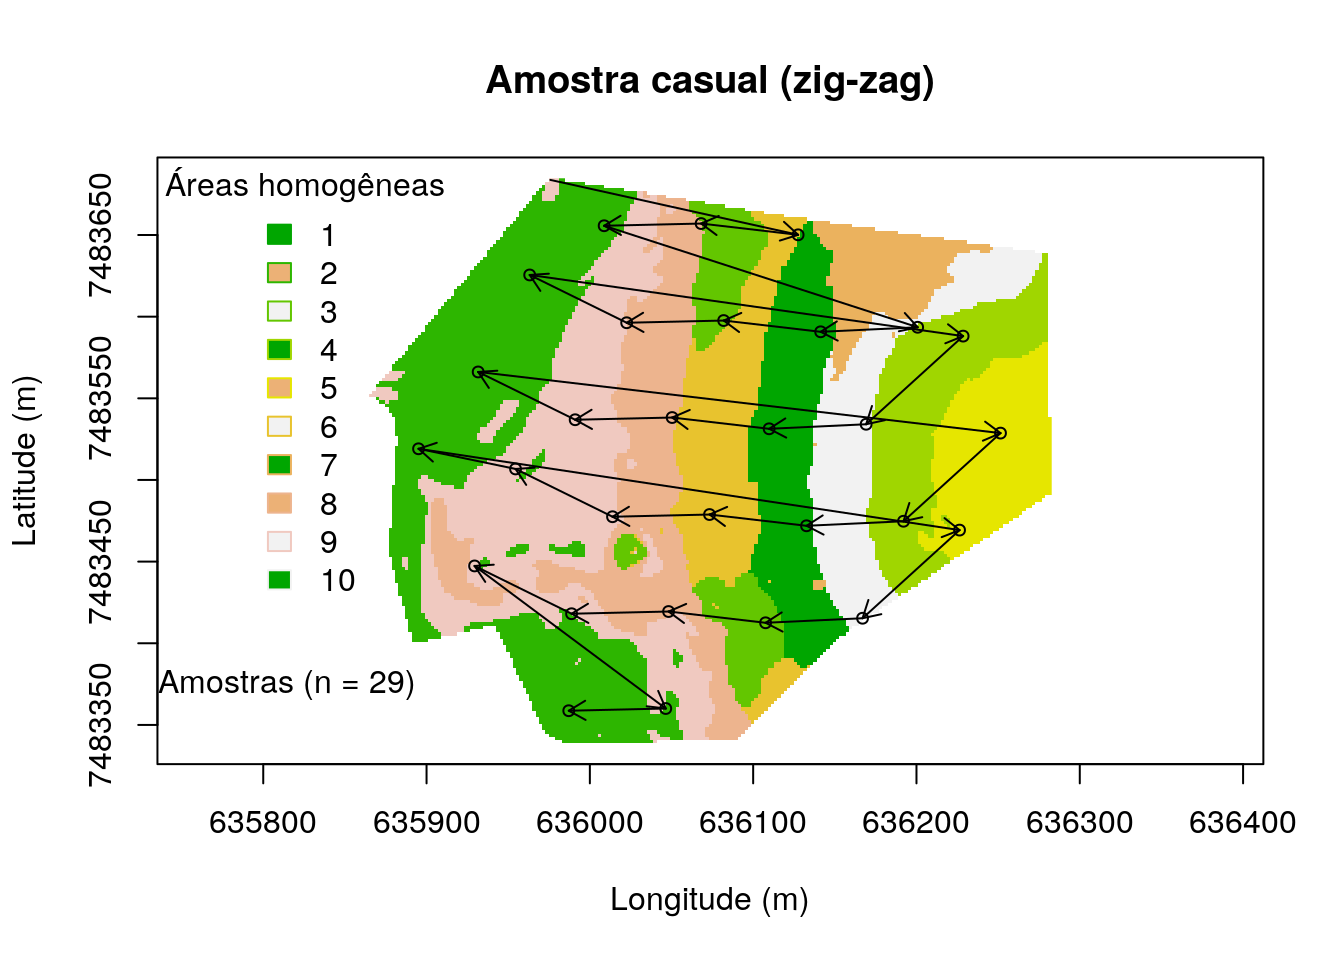 Amostra casual (zig-zag)
Áreas homogêneas
1
2
3
4
5
6
7
8
9
10
Amostras (n = 29)
Latitude (m)
7483650
7483550
7483450
7483350
635800 635900 636000 636100 636200 636300 636400
Longitude (m)